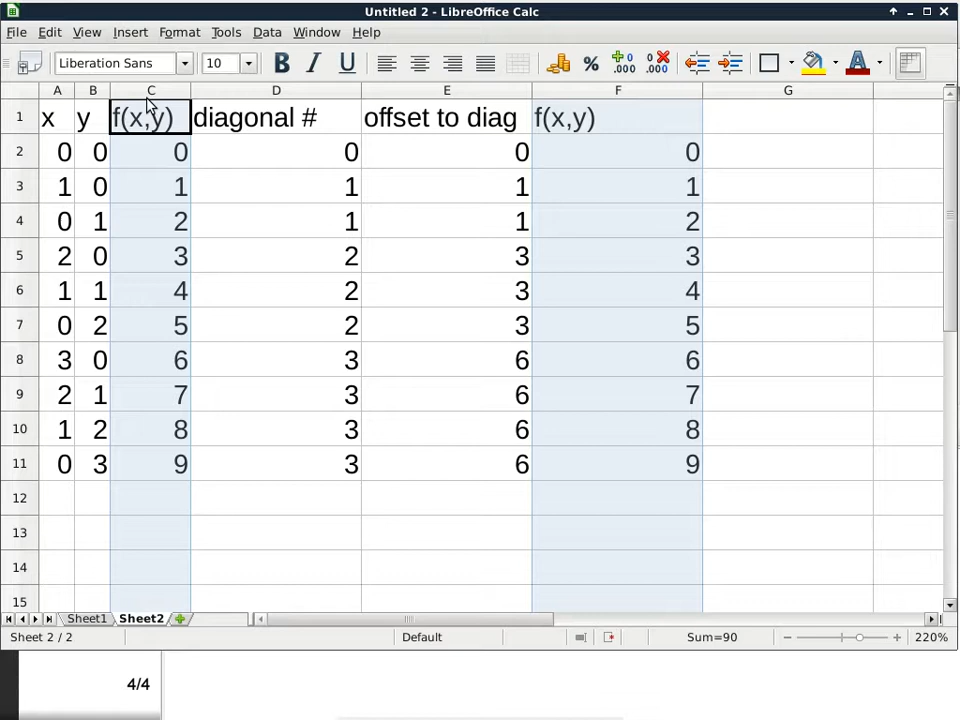 Untitled 2 - LibreOffice Calc
File Edit View Insert Format Tools Data Window Help
Liberation Sans 10 B I U % .000 .000 A
A B C D E F G
1 x y f(x,y) diagonal # offset to diag f(x,y)
2 0 0 0 0 0 0
3 1 0 1 1 1 1
4 0 1 2 1 1 2
5 2 0 3 2 3 3
6 1 1 4 2 3 4
7 0 2 5 2 3 5
8 3 0 6 3 6 6
9 2 1 7 3 6 7
10 1 2 8 3 6 8
11 0 3 9 3 6 9
12
13
14
15
Sheet1 Sheet2
Sheet 2 / 2 Default Sum=90 220%
4/4